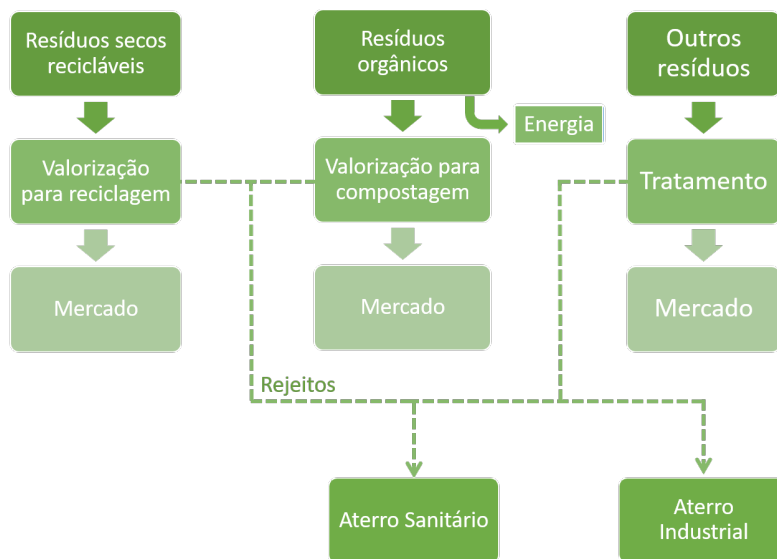 Resíduos secos
recicláveis
Resíduos
orgânicos
Outros
resíduos
Energia
Valorização
para reciclagem
Valorização para
compostagem
Tratamento
Mercado
Mercado
Mercado
Rejeitos
Aterro Sanitário
Aterro
Industrial